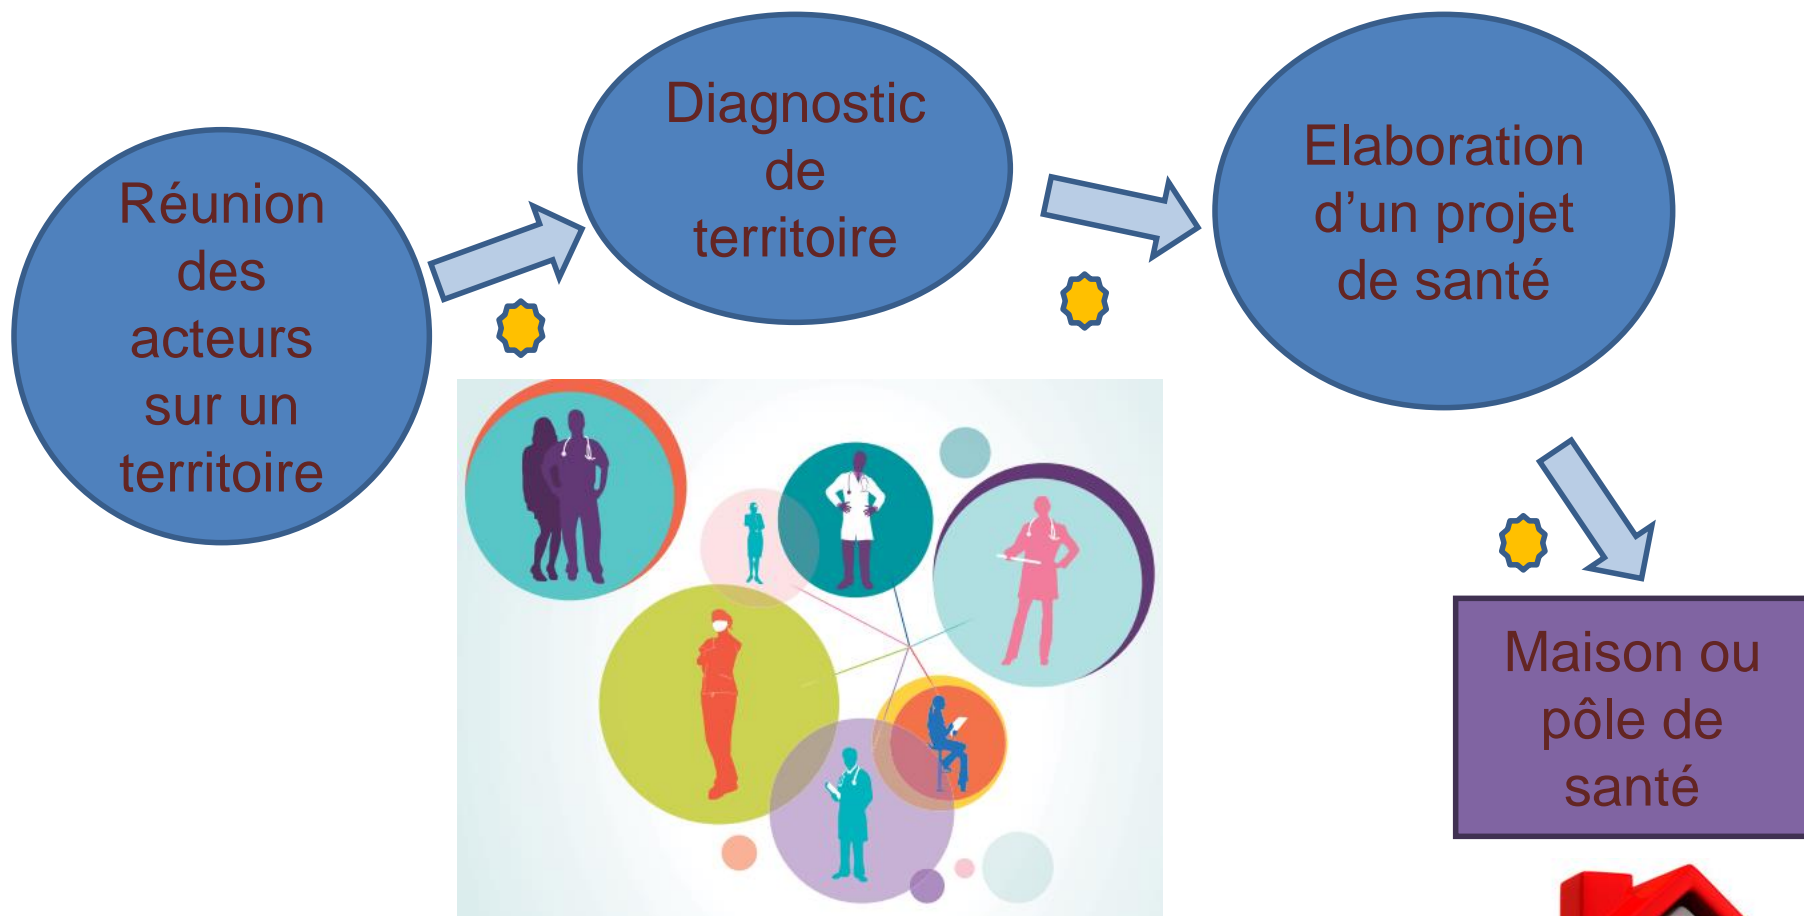 Réunion
des
acteurs
sur un
territoire
Diagnostic
de
territoire
Elaboration
d’un projet
de santé
Maison ou
pôle de
santé